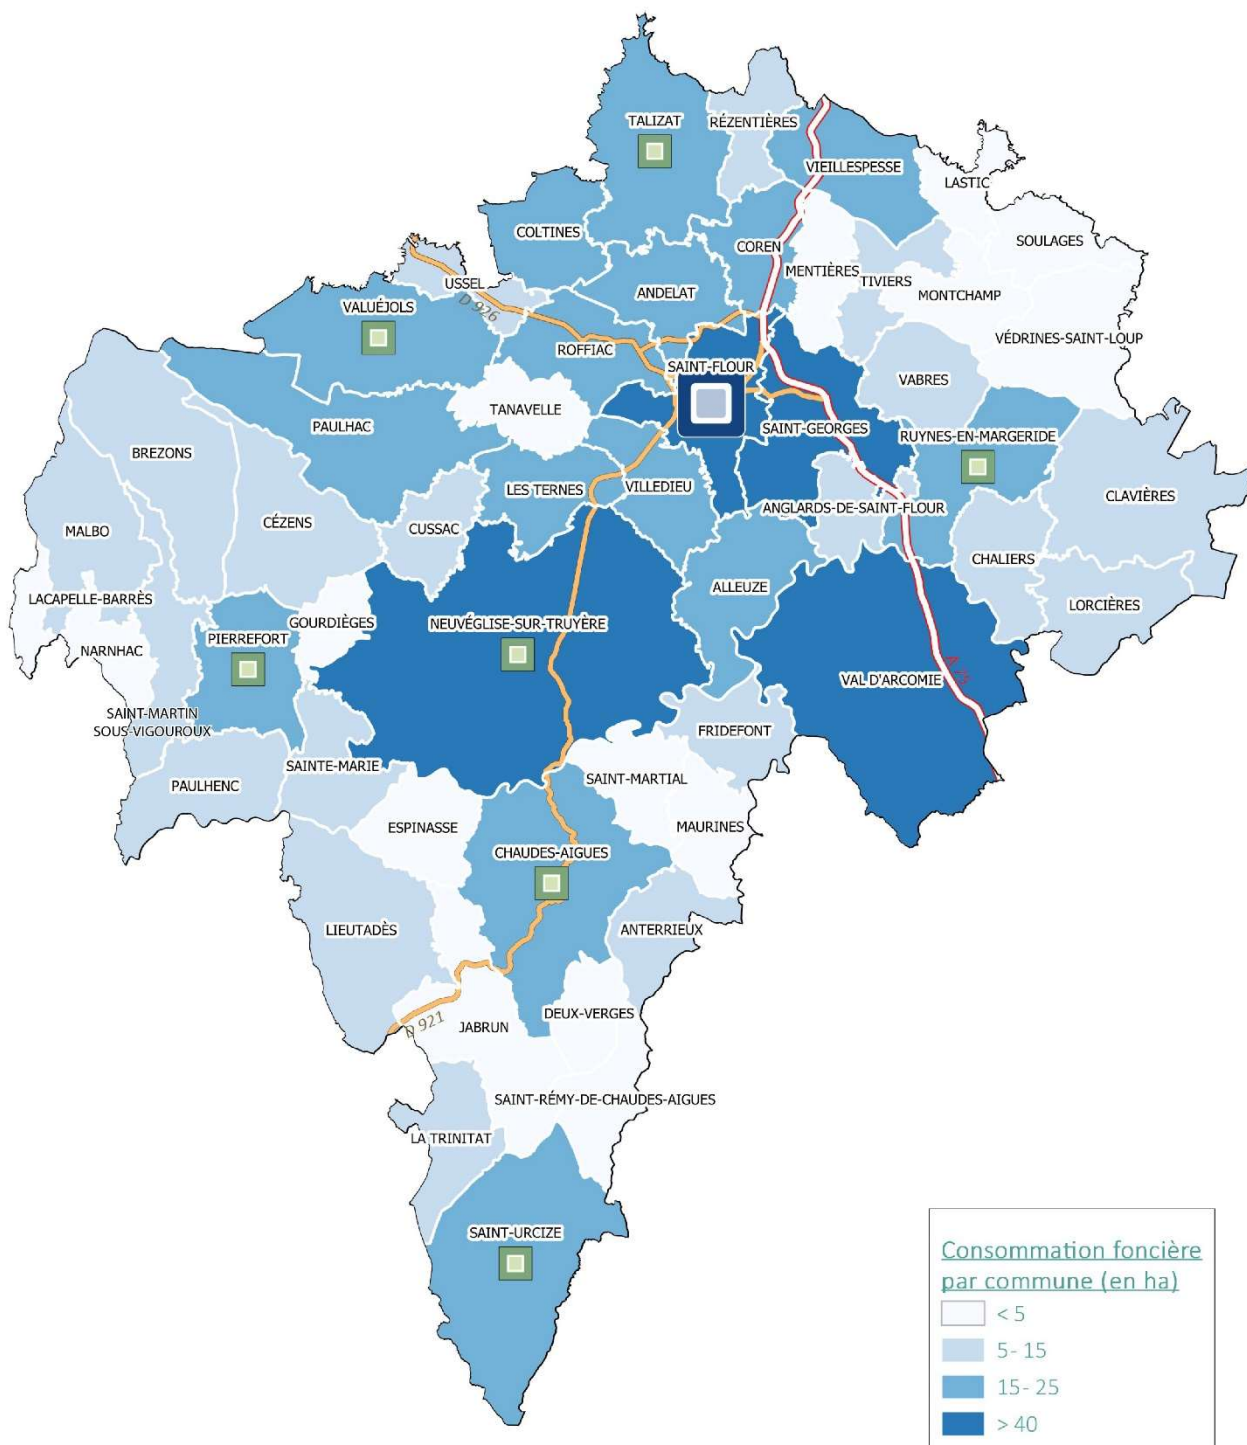 TALIZAT
RÉZENTIÈRES
VIEILLESPESSE
LASTIC
COLTINES
COREN
SOULAGES
MENTIÈRES
TIVIERS
USSEL
ANDELAT
MONTCHAMP
VALUÉJOLS
D 926
VÉDRINES-SAINT-LOUP
ROFFIAC
SAINT-FLOUR
VABRES
TANAVELLE
PAULHAC
SAINT-GEORGES
RUYNES-EN-MARGERIDE
BREZONS
LES TERNES
VILLEDIEU
CLAVIÈRES
CÉZENS
CUSSAC
ANGLARDS-DE-SAINT-FLOUR
MALBO
CHALIERS
ALLEUZE
LACAPELLE-BARRÈS
LORCIÈRES
GOURDIÈGES
NEUVÉGLISE-SUR-TRUYÈRE
PIERREFORT
NARNHAC
VAL D'ARCOMIE
A 75
SAINT-MARTIN
SOUS-VIGOUROUX
FRIDEFONT
SAINTE-MARIE
SAINT-MARTIAL
PAULHENC
ESPINASSE
MAURINES
CHAUDES-AIGUES
LIEUTADÈS
ANTERRIEUX
DEUX-VERGES
D 921
JABRUN
SAINT-RÉMY-DE-CHAUDES-AIGUES
LA TRINITAT
SAINT-URCIZE
Consommation foncière
par commune (en ha)
< 5
5- 15
15- 25
> 40